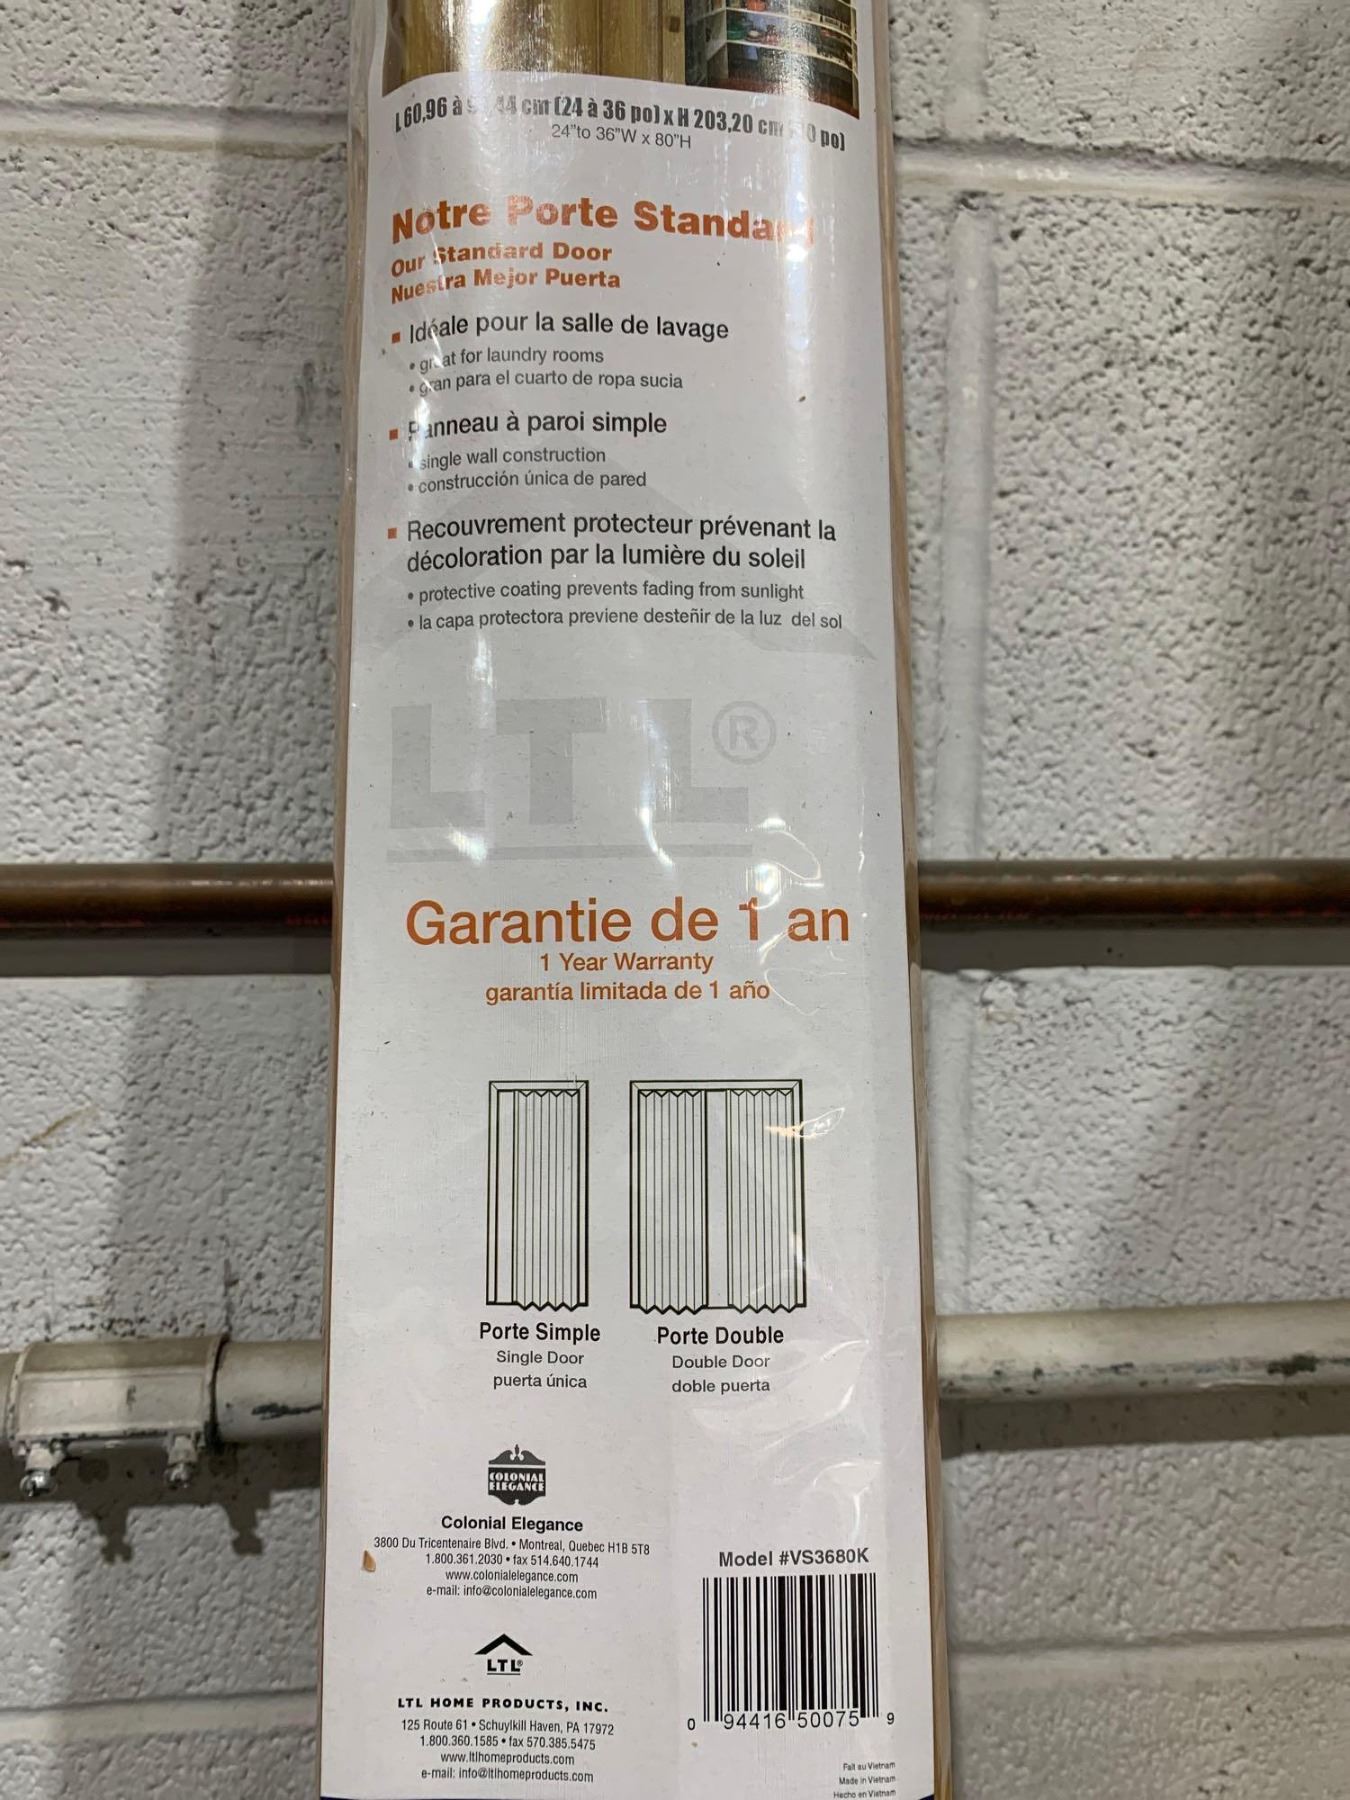 L 60,96 à cm (24 à 36 po) x H 203,20 cm po)
24"to 36"W x 80"H
Notre Porte Standard
Our Standard Door
Nuestra Mejor Puerta
▪ Idéale pour la salle de lavage
• great for laundry rooms
• gran para el cuarto de ropa sucia
▪ Panneau à paroi simple
• single wall construction
• construcción única de pared
▪ Recouvrement protecteur prévenant la
décoloration par la lumière du soleil
• protective coating prevents fading from sunlight
• la capa protectora previene desteñir de la luz del sol
LTL®
Garantie de 1 an
1 Year Warranty
garantía limitada de 1 año
Porte Simple
Single Door
puerta única
Porte Double
Double Door
doble puerta
COLONIAL
ELEGANCE
Colonial Elegance
3800 Du Tricentenaire Blvd. • Montreal, Quebec H1B 5T8
1.800.361.2030 • fax 514.640.1744
www.colonialelegance.com
e-mail: info@colonialelegance.com
LTL®
LTL HOME PRODUCTS, INC.
125 Route 61 • Schuylkill Haven, PA 17972
1.800.360.1585 • fax 570.385.5475
www.ltlhomeproducts.com
e-mail: info@ltlhomeproducts.com
Model #VS3680K
0 94416 50075 9
Fait au Vietnam
Made in Vietnam
Hecho en Vietnam